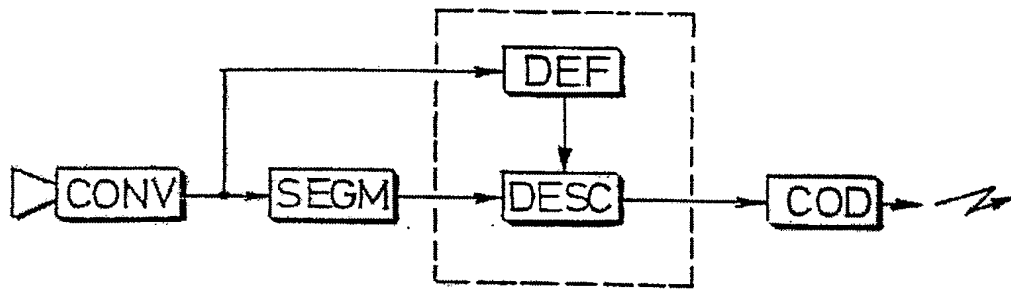 DEF
CONV
SEGM
DESC
COD